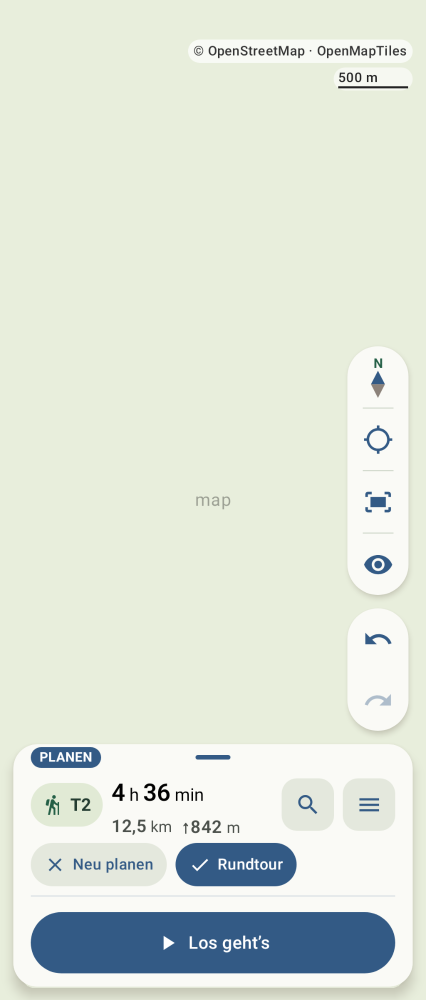 © OpenStreetMap · OpenMapTiles
500 m
N
map
PLANEN
T2
4 h 36 min
12,5 km ↑842 m
Neu planen
Rundtour
Los geht's